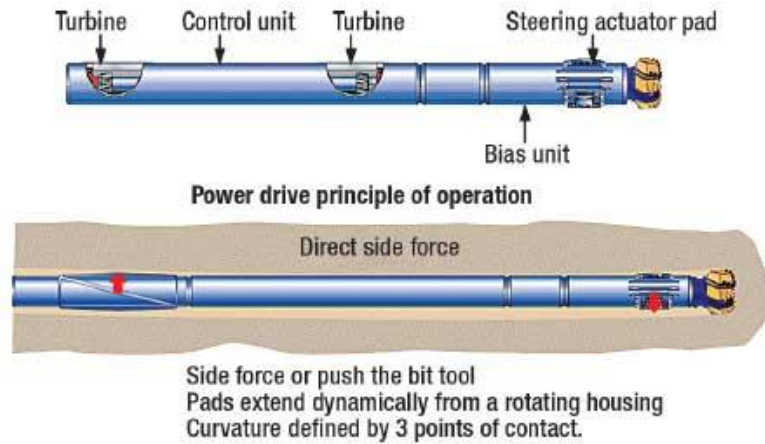 Turbine Control unit Turbine Steering actuator pad
Bias unit
Power drive principle of operation
Direct side force
Side force or push the bit tool
Pads extend dynamically from a rotating housing
Curvature defined by 3 points of contact.